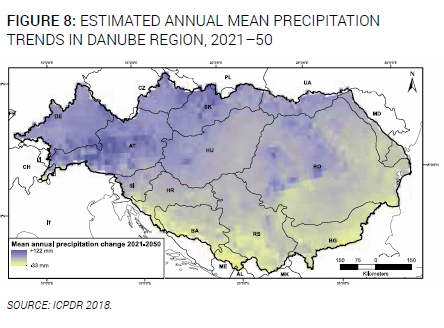 FIGURE 8: ESTIMATED ANNUAL MEAN PRECIPITATION
TRENDS IN DANUBE REGION, 2021–50
PL
UA
CZ
SK
DE
MD
N
AT
CH
HU
RO
SI
HR
BA
RS
BG
ME
AL
MK
Mean annual precipitation change 2021-2050
+122 mm
-33 mm
150 75 0 150
Kilometers
SOURCE: ICPDR 2018.